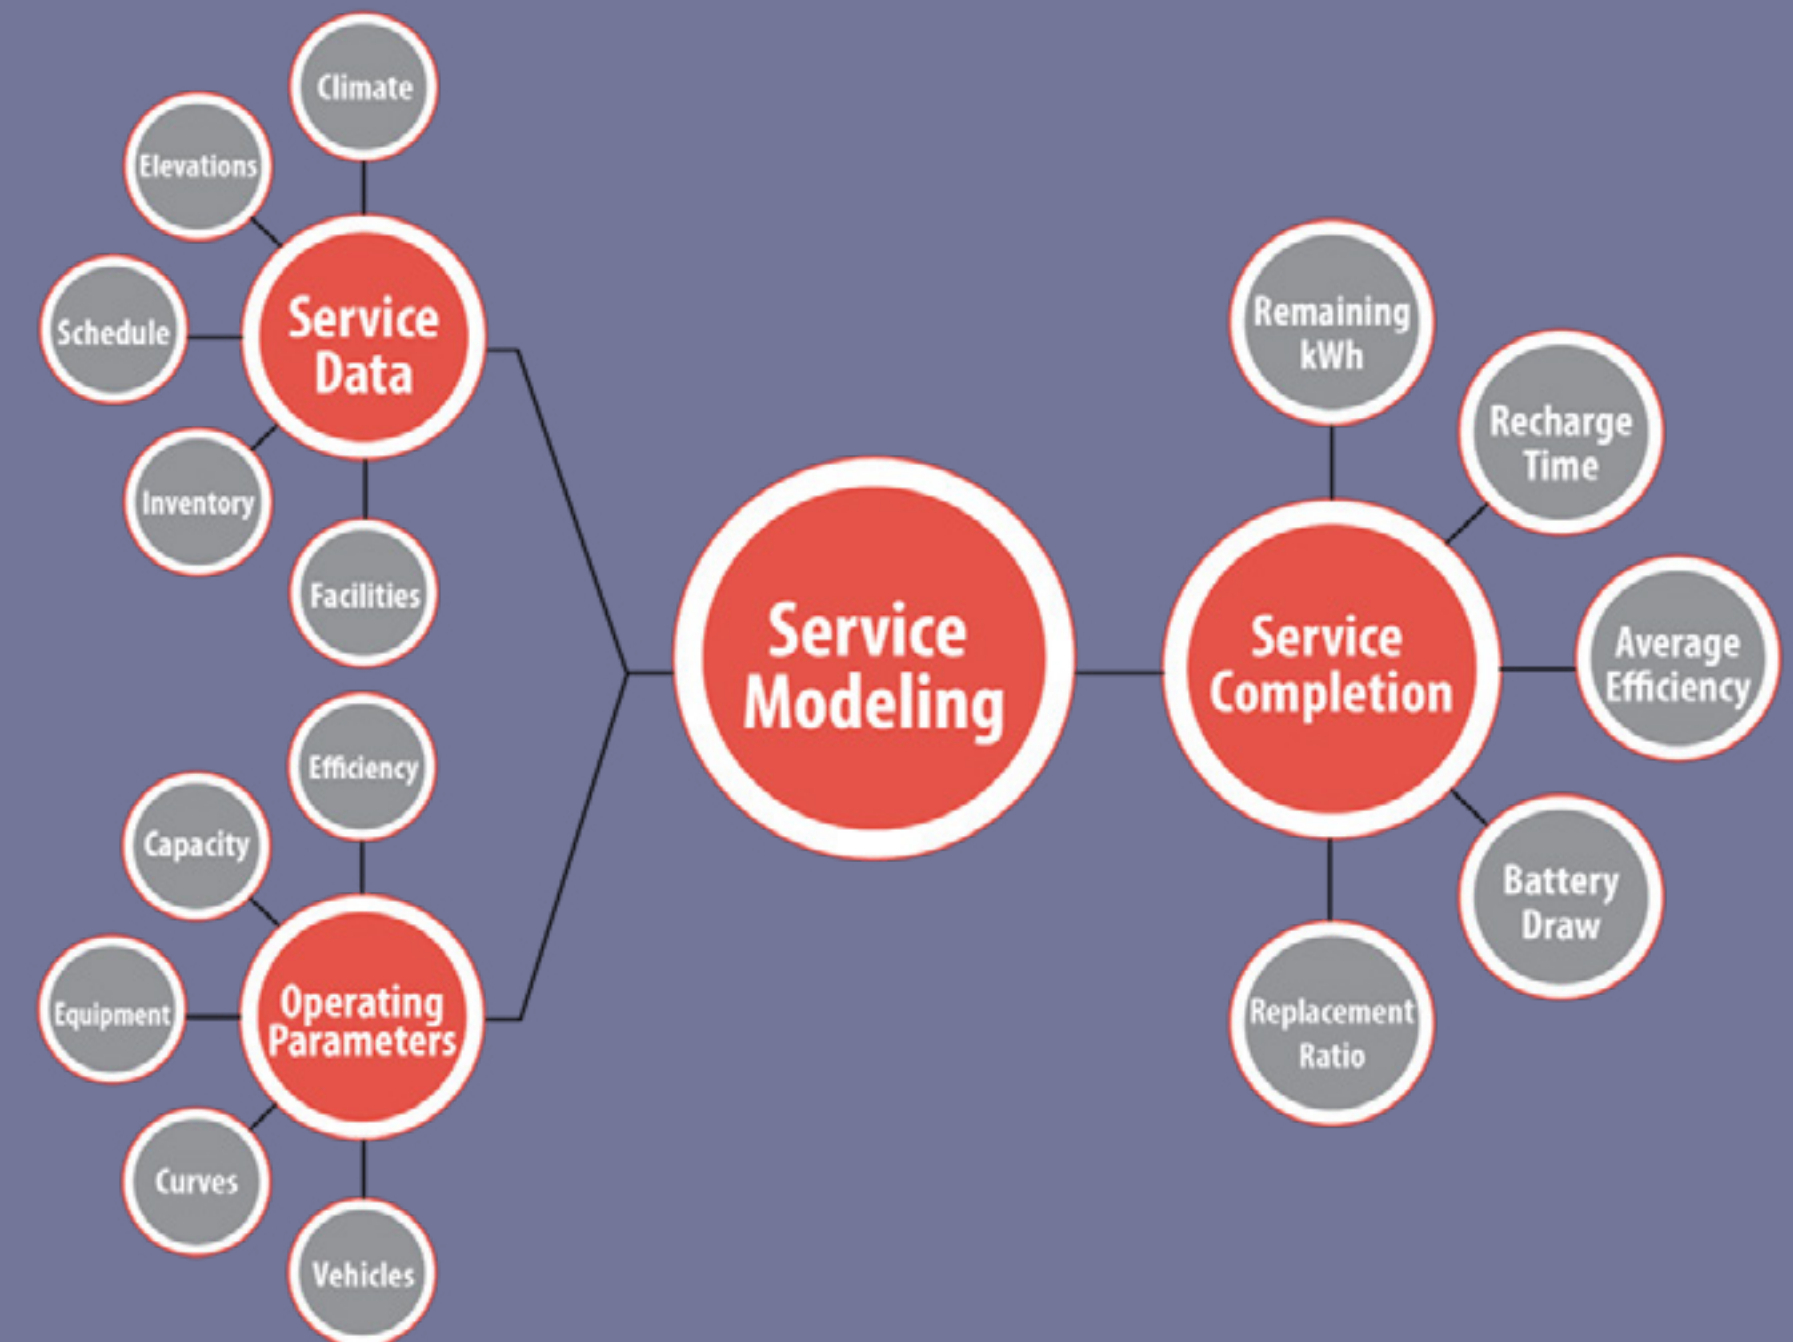 Climate
Elevations
Schedule
Service
Data
Inventory
Facilities
Efficiency
Capacity
Equipment
Operating
Parameters
Curves
Vehicles
Service
Modeling
Service
Completion
Remaining
kWh
Recharge
Time
Average
Efficiency
Battery
Draw
Replacement
Ratio